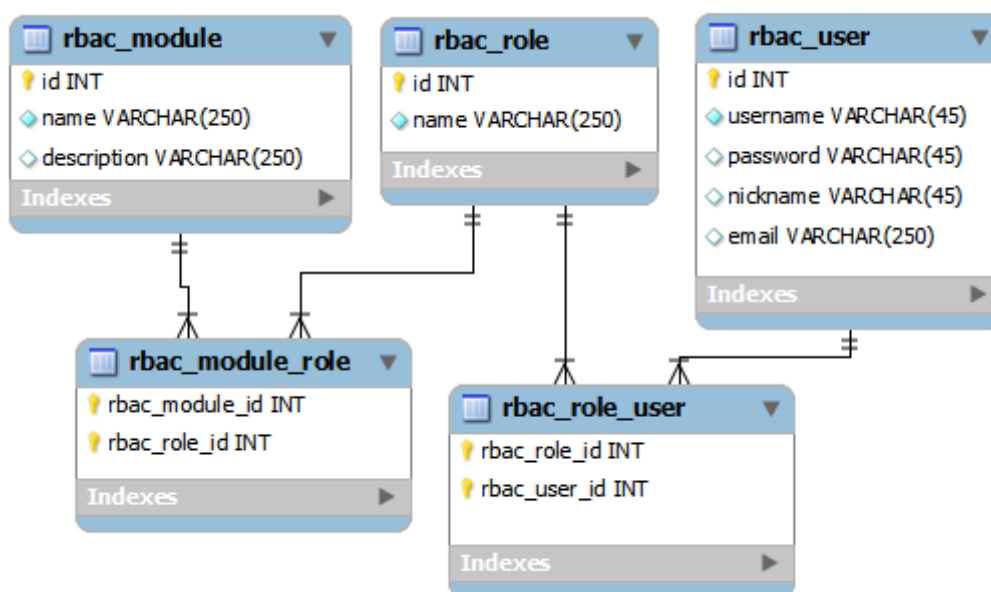 rbac_module
id INT
name VARCHAR(250)
description VARCHAR(250)
Indexes
rbac_role
id INT
name VARCHAR(250)
Indexes
rbac_user
id INT
username VARCHAR(45)
password VARCHAR(45)
nickname VARCHAR(45)
email VARCHAR(250)
Indexes
rbac_module_role
rbac_module_id INT
rbac_role_id INT
Indexes
rbac_role_user
rbac_role_id INT
rbac_user_id INT
Indexes